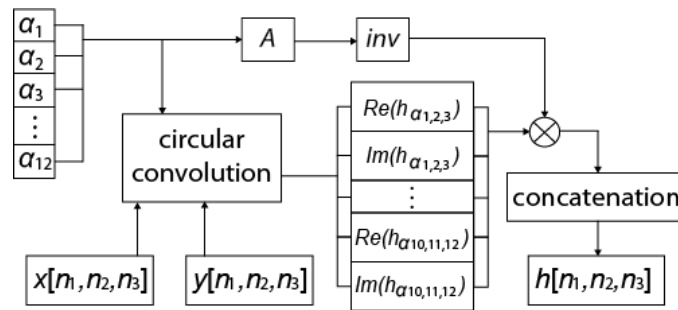 α₁
α₂
α₃
⋮
α₁₂
A
inv
circular
convolution
x[n₁,n₂,n₃]
y[n₁,n₂,n₃]
Re(hα₁,₂,₃)
Im(hα₁,₂,₃)
⋮
Re(hα₁₀,₁₁,₁₂)
Im(hα₁₀,₁₁,₁₂)
concatenation
h[n₁,n₂,n₃]